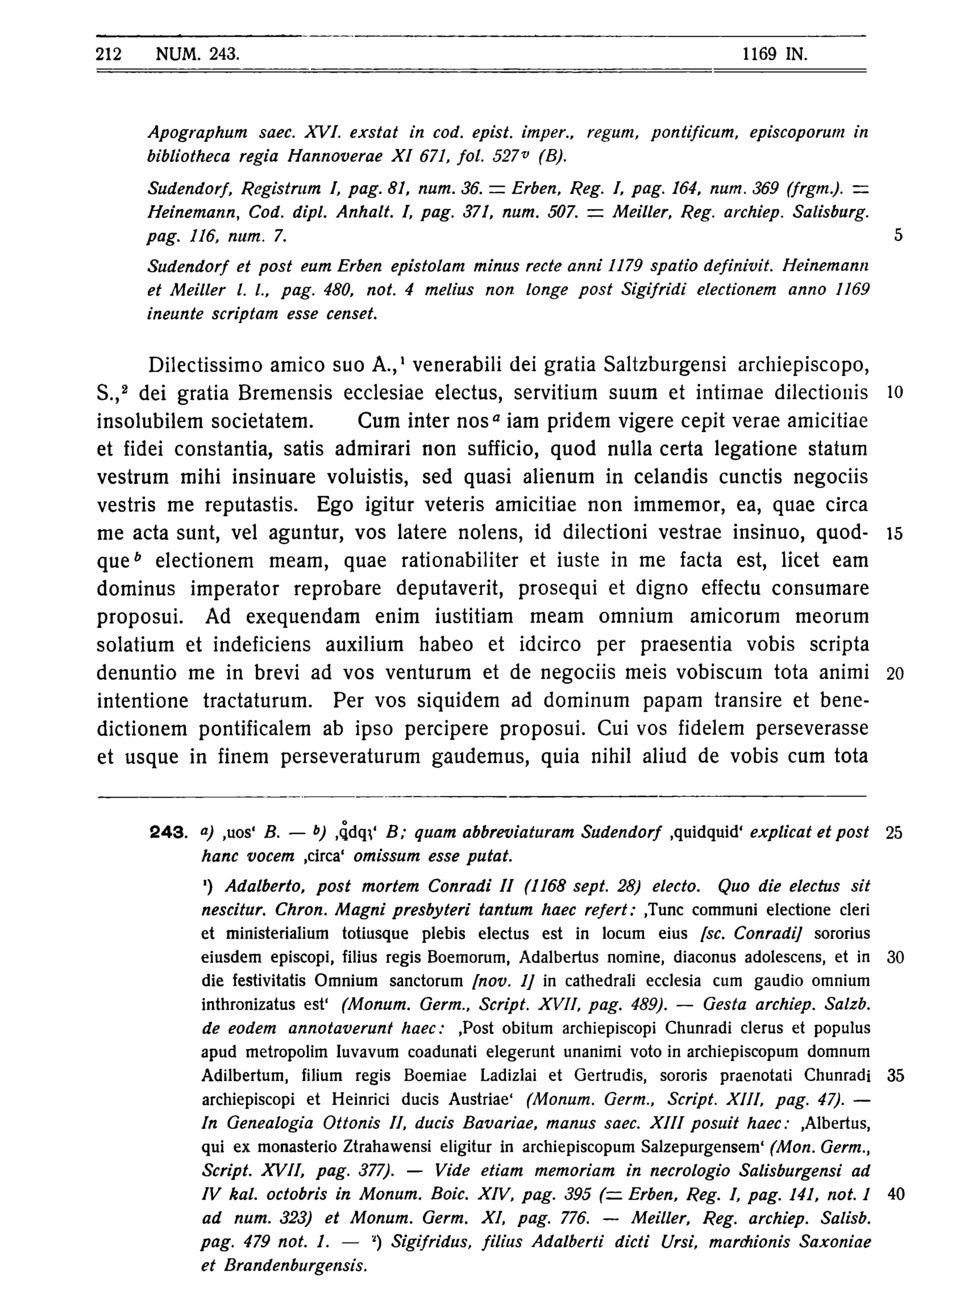 212 NUM. 243. 1169 IN.
Apographum saec. XVI. exstat in cod. epist. imper., regum, pontificum, episcoporum in
bibliotheca regia Hannoverae XI 671, fol. 527ᵛ (B).
Sudendorf, Registrum I, pag. 81, num. 36. = Erben, Reg. I, pag. 164, num. 369 (frgm.). =
Heinemann, Cod. dipl. Anhalt. I, pag. 371, num. 507. = Meiller, Reg. archiep. Salisburg.
pag. 116, num. 7. 5
Sudendorf et post eum Erben epistolam minus recte anni 1179 spatio definivit. Heinemann
et Meiller l. l., pag. 480, not. 4 melius non longe post Sigifridi electionem anno 1169
ineunte scriptam esse censet.
Dilectissimo amico suo A.,¹ venerabili dei gratia Saltzburgensi archiepiscopo,
S.,² dei gratia Bremensis ecclesiae electus, servitium suum et intimae dilectionis 10
insolubilem societatem. Cum inter nos ᵃ iam pridem vigere cepit verae amicitiae
et fidei constantia, satis admirari non sufficio, quod nulla certa legatione statum
vestrum mihi insinuare voluistis, sed quasi alienum in celandis cunctis negociis
vestris me reputastis. Ego igitur veteris amicitiae non immemor, ea, quae circa
me acta sunt, vel aguntur, vos latere nolens, id dilectioni vestrae insinuo, quod- 15
que ᵇ electionem meam, quae rationabiliter et iuste in me facta est, licet eam
dominus imperator reprobare deputaverit, prosequi et digno effectu consumare
proposui. Ad exequendam enim iustitiam meam omnium amicorum meorum
solatium et indeficiens auxilium habeo et idcirco per praesentia vobis scripta
denuntio me in brevi ad vos venturum et de negociis meis vobiscum tota animi 20
intentione tractaturum. Per vos siquidem ad dominum papam transire et bene-
dictionem pontificalem ab ipso percipere proposui. Cui vos fidelem perseverasse
et usque in finem perseveraturum gaudemus, quia nihil aliud de vobis cum tota
243. a) ‚uos‘ B. — b) B; quam abbreviaturam Sudendorf ‚quidquid‘ explicat et post 25
hanc vocem ‚circa‘ omissum esse putat.
¹) Adalberto, post mortem Conradi II (1168 sept. 28) electo. Quo die electus sit
nescitur. Chron. Magni presbyteri tantum haec refert: ‚Tunc communi electione cleri
et ministerialium totiusque plebis electus est in locum eius [sc. Conradi] sororius
eiusdem episcopi, filius regis Boemorum, Adalbertus nomine, diaconus adolescens, et in 30
die festivitatis Omnium sanctorum [nov. 1] in cathedrali ecclesia cum gaudio omnium
inthronizatus est‘ (Monum. Germ., Script. XVII, pag. 489). — Gesta archiep. Salzb.
de eodem annotaverunt haec: ‚Post obitum archiepiscopi Chunradi clerus et populus
apud metropolim Iuvavum coadunati elegerunt unanimi voto in archiepiscopum domnum
Adilbertum, filium regis Boemiae Ladizlai et Gertrudis, sororis praenotati Chunradi 35
archiepiscopi et Heinrici ducis Austriae‘ (Monum. Germ., Script. XIII, pag. 47). —
In Genealogia Ottonis II, ducis Bavariae, manus saec. XIII posuit haec: ‚Albertus,
qui ex monasterio Ztrahawensi eligitur in archiepiscopum Salzepurgensem‘ (Mon. Germ.,
Script. XVII, pag. 377). — Vide etiam memoriam in necrologio Salisburgensi ad
IV kal. octobris in Monum. Boic. XIV, pag. 395 (= Erben, Reg. I, pag. 141, not. 1 40
ad num. 323) et Monum. Germ. XI, pag. 776. — Meiller, Reg. archiep. Salisb.
pag. 479 not. 1. — ²) Sigifridus, filius Adalberti dicti Ursi, marchionis Saxoniae
et Brandenburgensis.